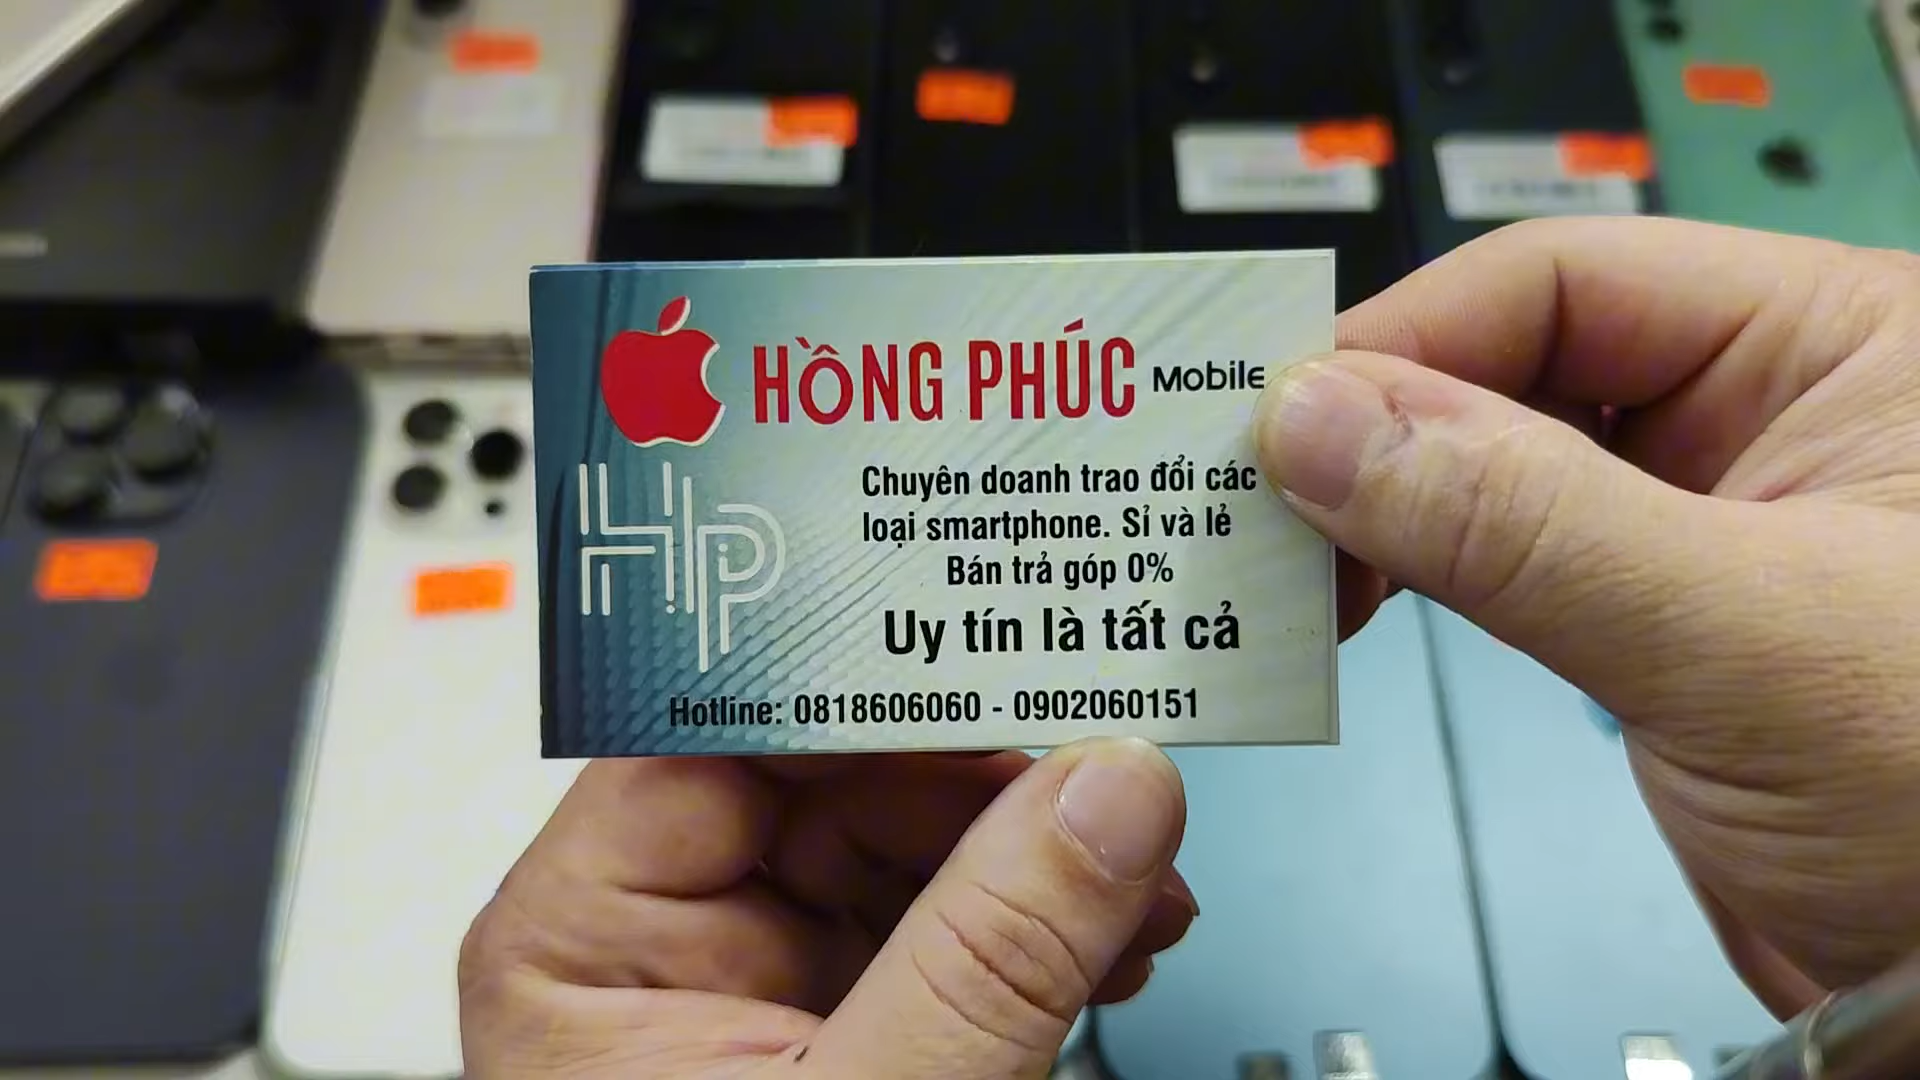 HỒNG PHÚC Mobile
HP
Chuyên doanh trao đổi các
loại smartphone. Sỉ và lẻ
Bán trả góp 0%
Uy tín là tất cả
Hotline: 0818606060 - 0902060151